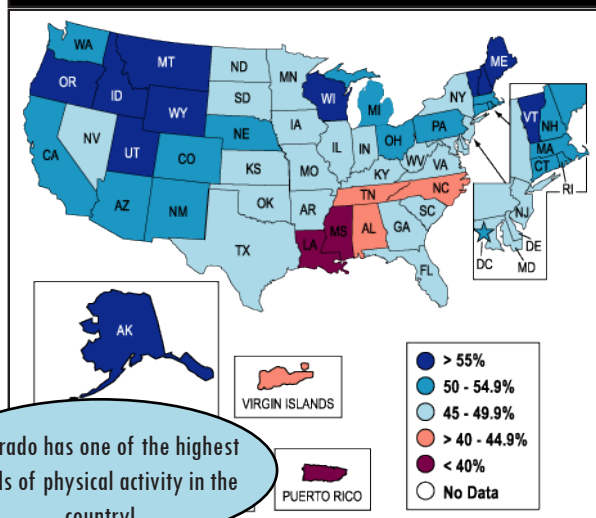 WA
MT
ND
MN
ME
OR
ID
SD
WI
NY
WY
MI
VT
NH
NV
NE
IA
PA
MA
CA
UT
CO
IL
IN
OH
CT
RI
KS
MO
WV
VA
KY
NJ
AZ
NM
OK
AR
TN
NC
DE
TX
LA
MS
AL
GA
SC
DC
MD
FL
AK
VIRGIN ISLANDS
PUERTO RICO
> 55%
50 - 54.9%
45 - 49.9%
> 40 - 44.9%
< 40%
No Data
has one of the highest
of physical activity in the